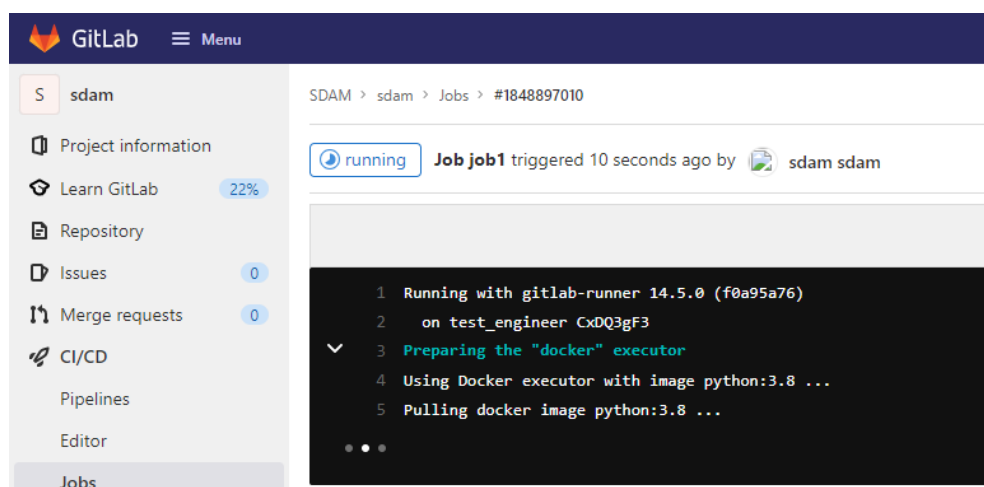 GitLab Menu
S sdam
SDAM > sdam > Jobs > #1848897010
Project information
running Job job1 triggered 10 seconds ago by sdam sdam
Learn GitLab 22%
Repository
Issues 0
Merge requests 0
CI/CD
Pipelines
Editor
Jobs
1 Running with gitlab-runner 14.5.0 (f0a95a76)
2 on test_engineer CxDQ3gF3
3 Preparing the "docker" executor
4 Using Docker executor with image python:3.8 ...
5 Pulling docker image python:3.8 ...